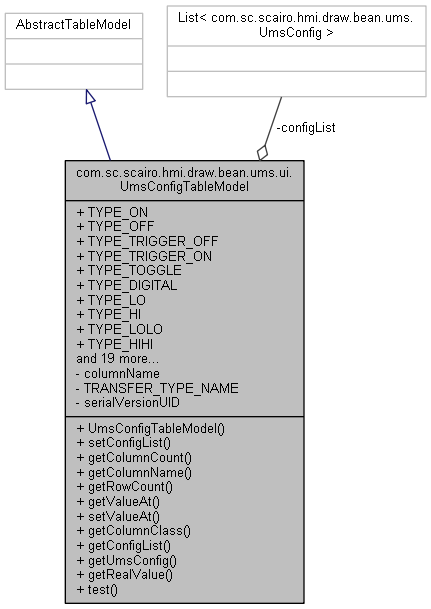 AbstractTableModel
List< com.sc.scairo.hmi.draw.bean.ums.
UmsConfig >
-configList
com.sc.scairo.hmi.draw.bean.ums.ui.
UmsConfigTableModel
+ TYPE_ON
+ TYPE_OFF
+ TYPE_TRIGGER_OFF
+ TYPE_TRIGGER_ON
+ TYPE_TOGGLE
+ TYPE_DIGITAL
+ TYPE_LO
+ TYPE_HI
+ TYPE_LOLO
+ TYPE_HIHI
and 19 more...
- columnName
- TRANSFER_TYPE_NAME
- serialVersionUID
+ UmsConfigTableModel()
+ setConfigList()
+ getColumnCount()
+ getColumnName()
+ getRowCount()
+ getValueAt()
+ setValueAt()
+ getColumnClass()
+ getConfigList()
+ getUmsConfig()
+ getRealValue()
+ test()